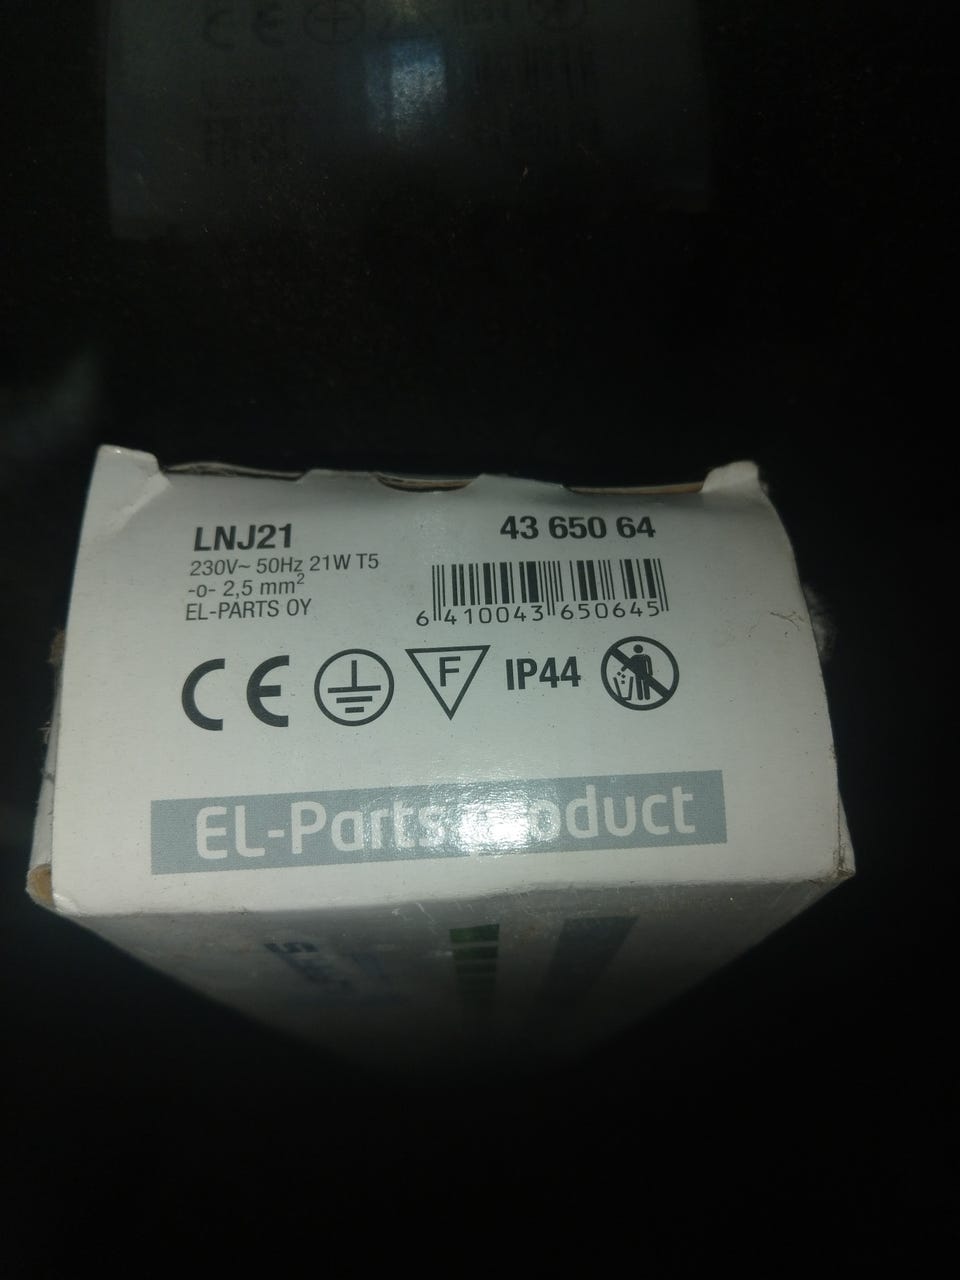 LNJ21
43 650 64
230V~ 50Hz 21W T5
-o- 2,5 mm²
EL-PARTS OY
6 410043 650645
CE
F
IP44
EL-Parts product